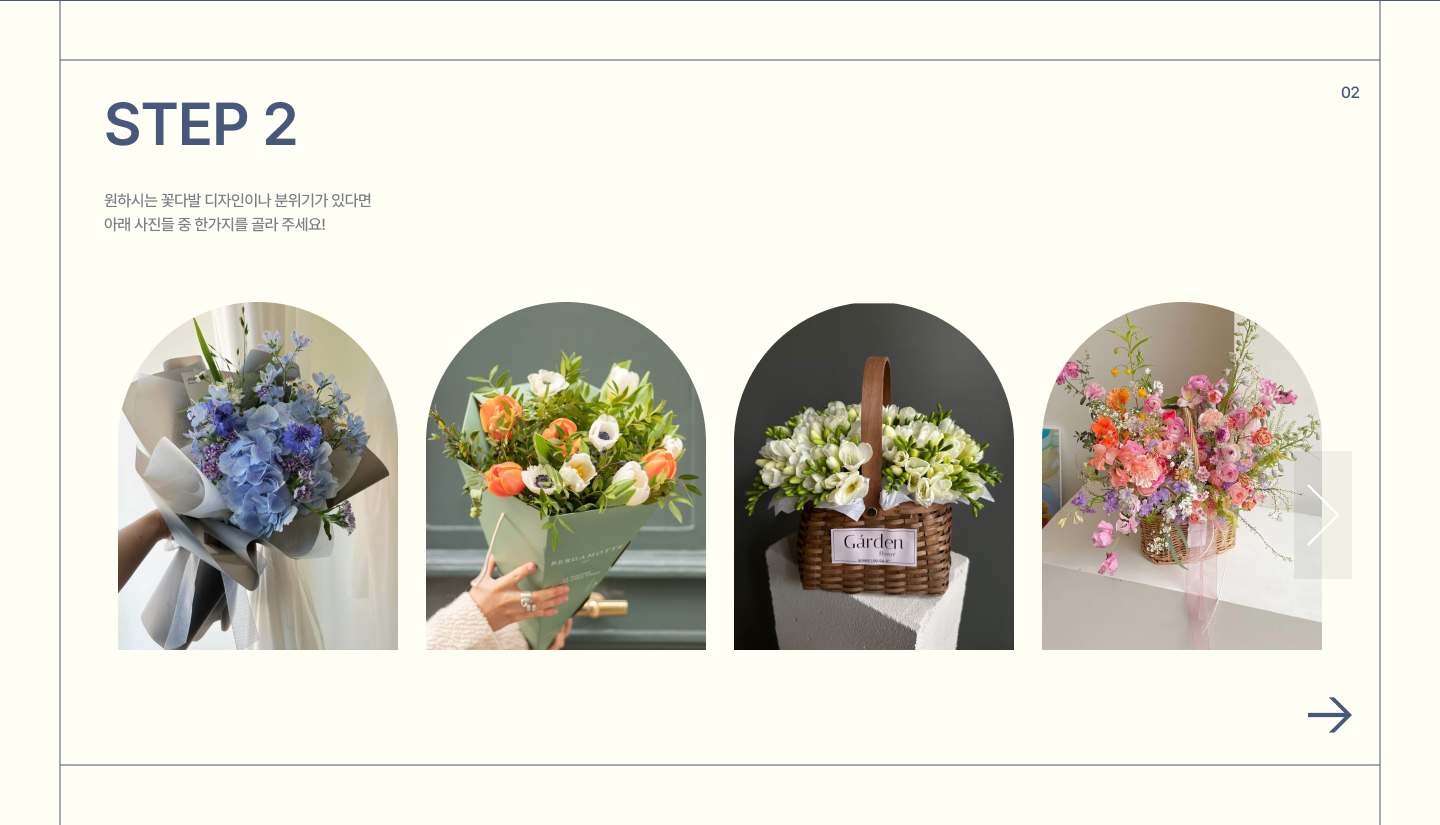 02
STEP 2
원하시는 꽃다발 디자인이나 분위기가 있다면
아래 사진들 중 한가지를 골라 주세요!
BERGAMOTTE
Gárden
flower